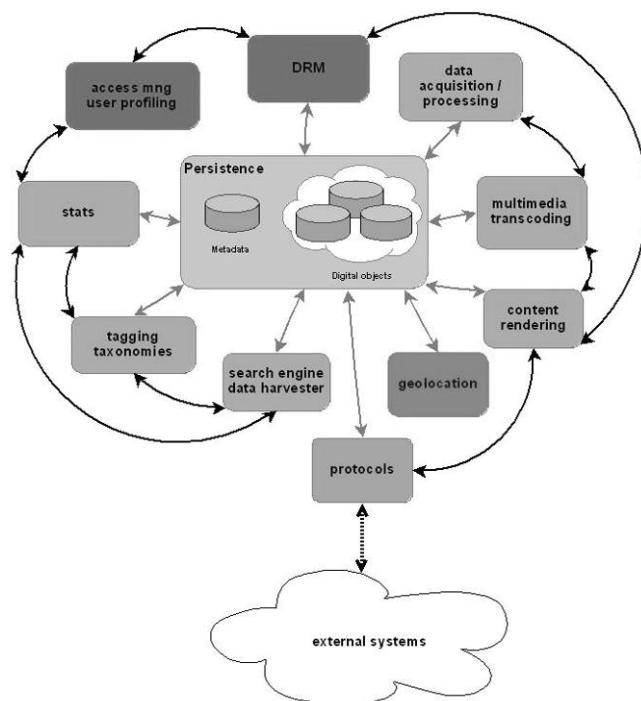 DRM
access mng
user profiling
data
acquisition /
processing
Persistence
Metadata
Digital objects
stats
multimedia
transcoding
content
rendering
tagging
taxonomies
search engine
data harvester
geolocation
protocols
external systems